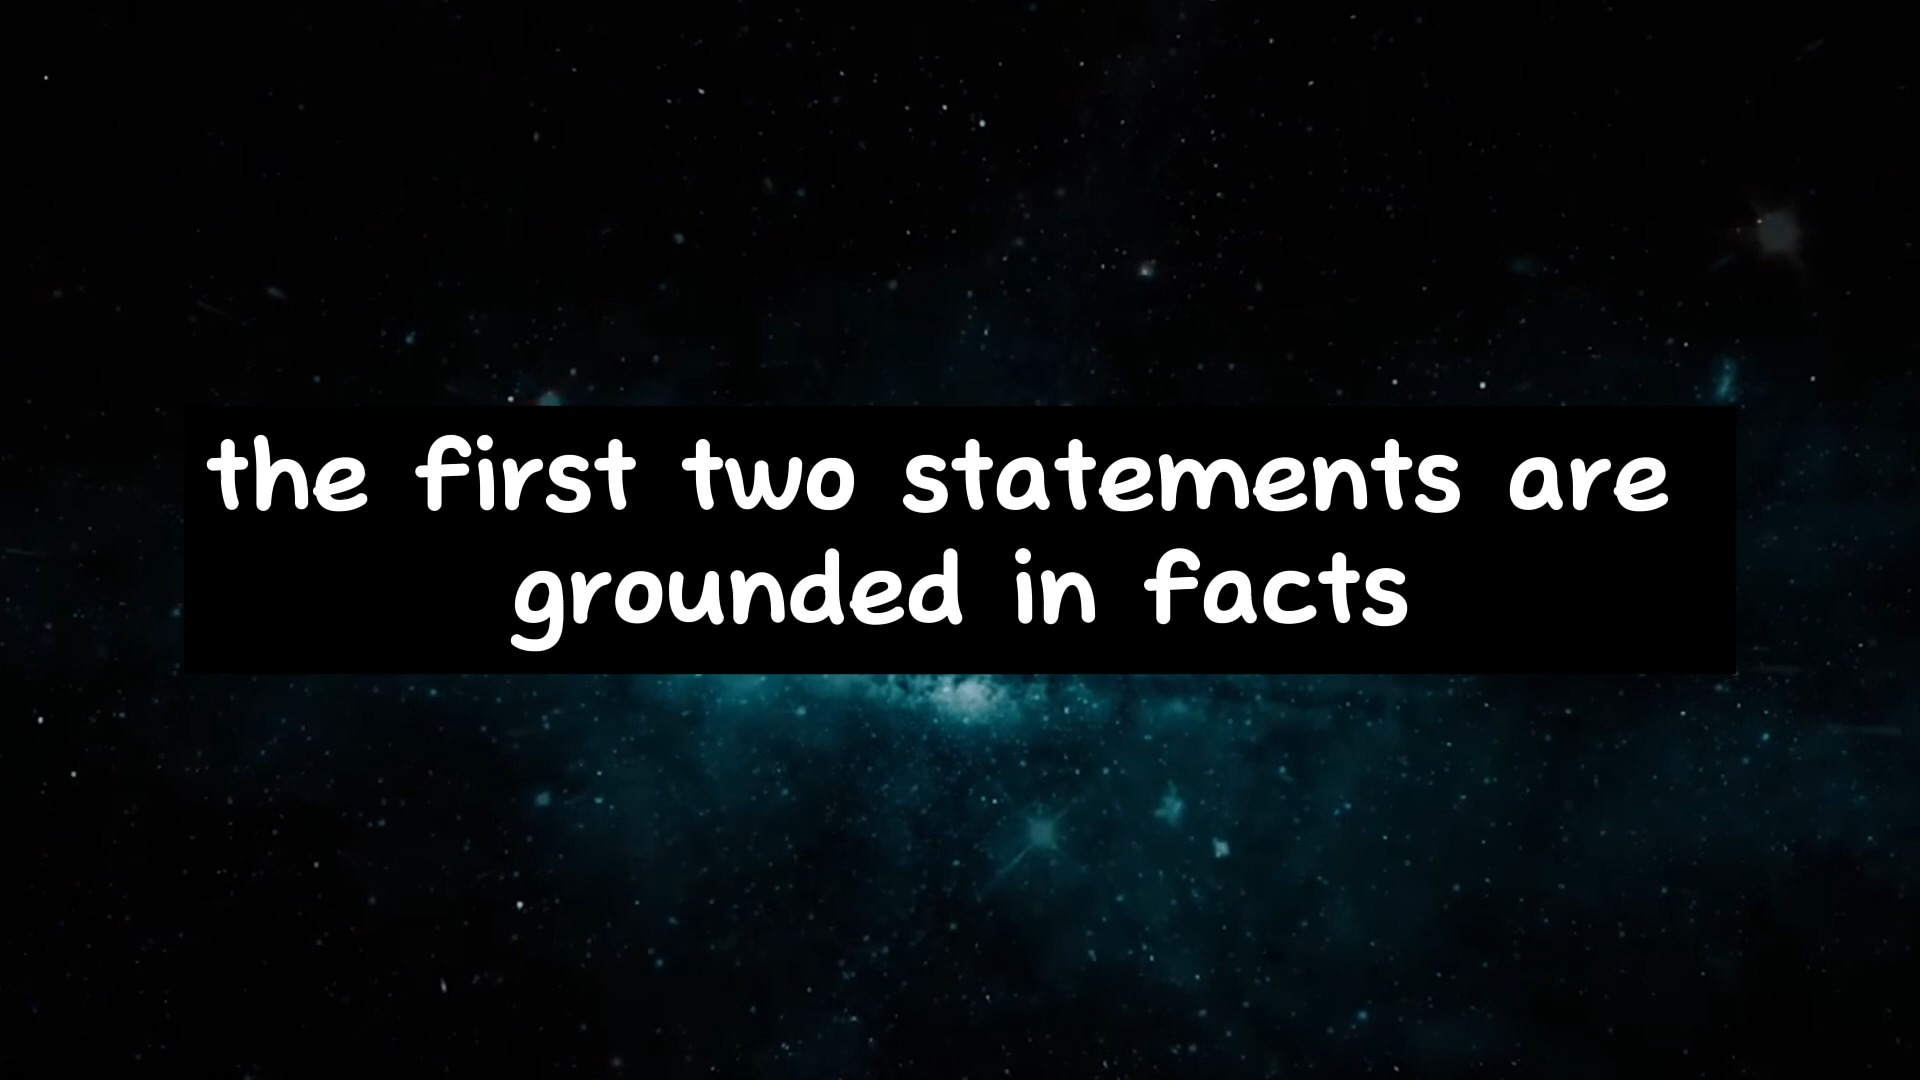 the first two statements are
grounded in facts